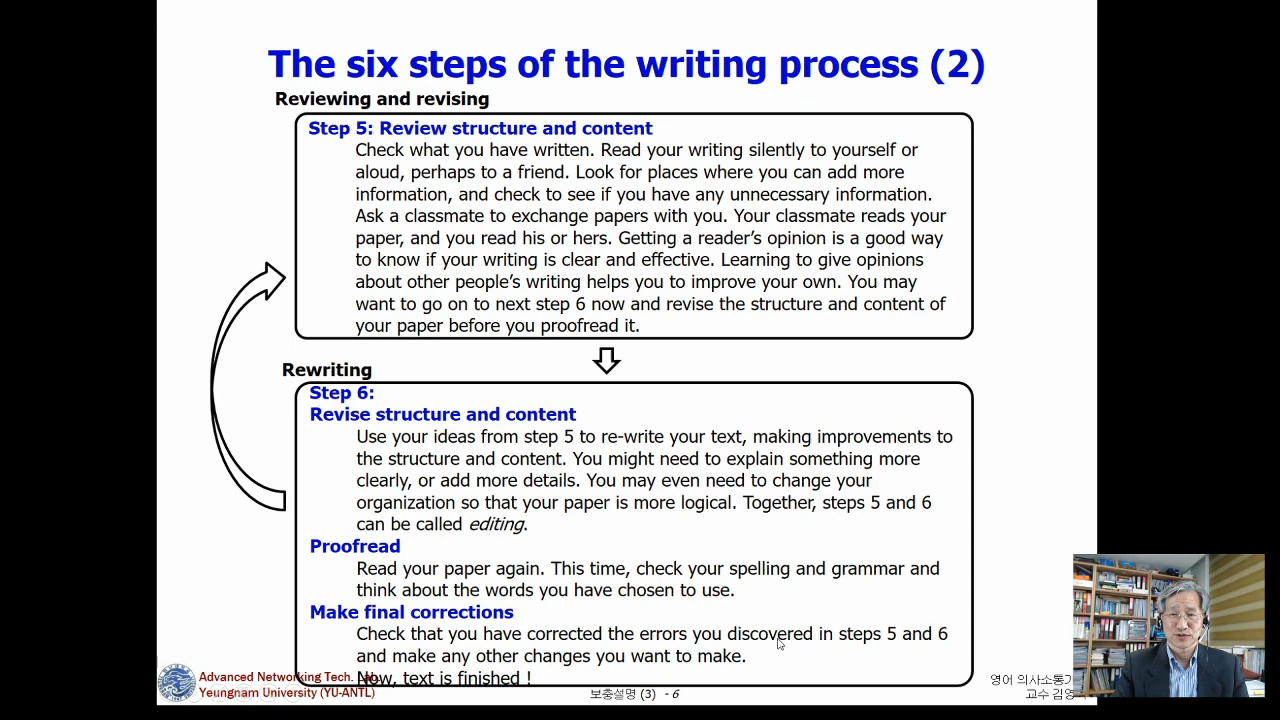 The six steps of the writing process (2)
Reviewing and revising
Step 5: Review structure and content
Check what you have written. Read your writing silently to yourself or
aloud, perhaps to a friend. Look for places where you can add more
information, and check to see if you have any unnecessary information.
Ask a classmate to exchange papers with you. Your classmate reads your
paper, and you read his or hers. Getting a reader's opinion is a good way
to know if your writing is clear and effective. Learning to give opinions
about other people's writing helps you to improve your own. You may
want to go on to next step 6 now and revise the structure and content of
your paper before you proofread it.
Rewriting
Step 6:
Revise structure and content
Use your ideas from step 5 to re-write your text, making improvements to
the structure and content. You might need to explain something more
clearly, or add more details. You may even need to change your
organization so that your paper is more logical. Together, steps 5 and 6
can be called editing.
Proofread
Read your paper again. This time, check your spelling and grammar and
think about the words you have chosen to use.
Make final corrections
Check that you have corrected the errors you discovered in steps 5 and 6
and make any other changes you want to make.
Now, text is finished !
Advanced Networking Tech. Lab.
Yeungnam University (YU-ANTL)
보충설명 (3) - 6
영어 의사소통
교수 김영